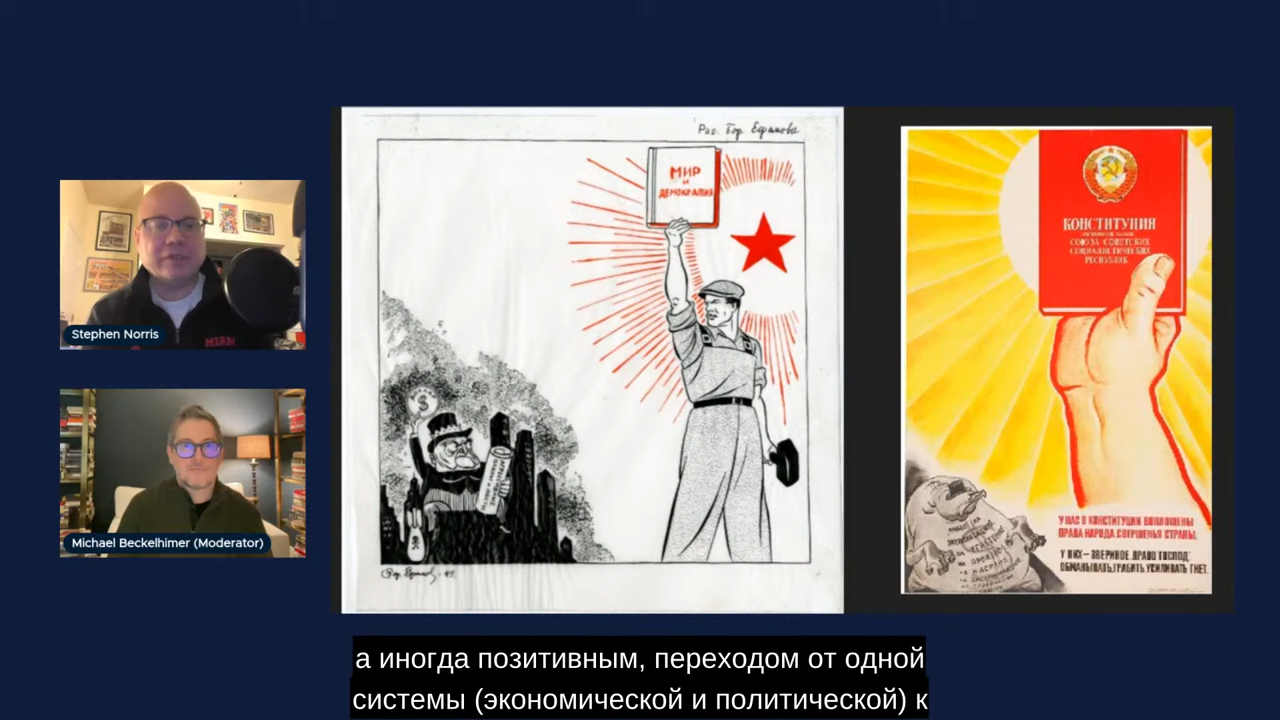 Рис. Бор. Ефимова
МИР
и
ДЕМОКРАТИЯ
$
КОНСТИТУЦИЯ
СОЮЗА СОВЕТСКИХ
СОЦИАЛИСТИЧЕСКИХ
РЕСПУБЛИК
Stephen Norris
MIAM
Michael Beckelhimer (Moderator)
У НАС В КОНСТИТУЦИИ ВОПЛОЩЕНЫ
ПРАВА НАРОДА, СВЕРШЕНЬЯ СТРАНЫ.
У НИХ – ЗВЕРИНОЕ „ПРАВО“ ГОСПОД:
ОБМАНЫВАТЬ, ГРАБИТЬ, УСИЛИВАТЬ ГНЕТ.
а иногда позитивным, переходом от одной
системы (экономической и политической) к